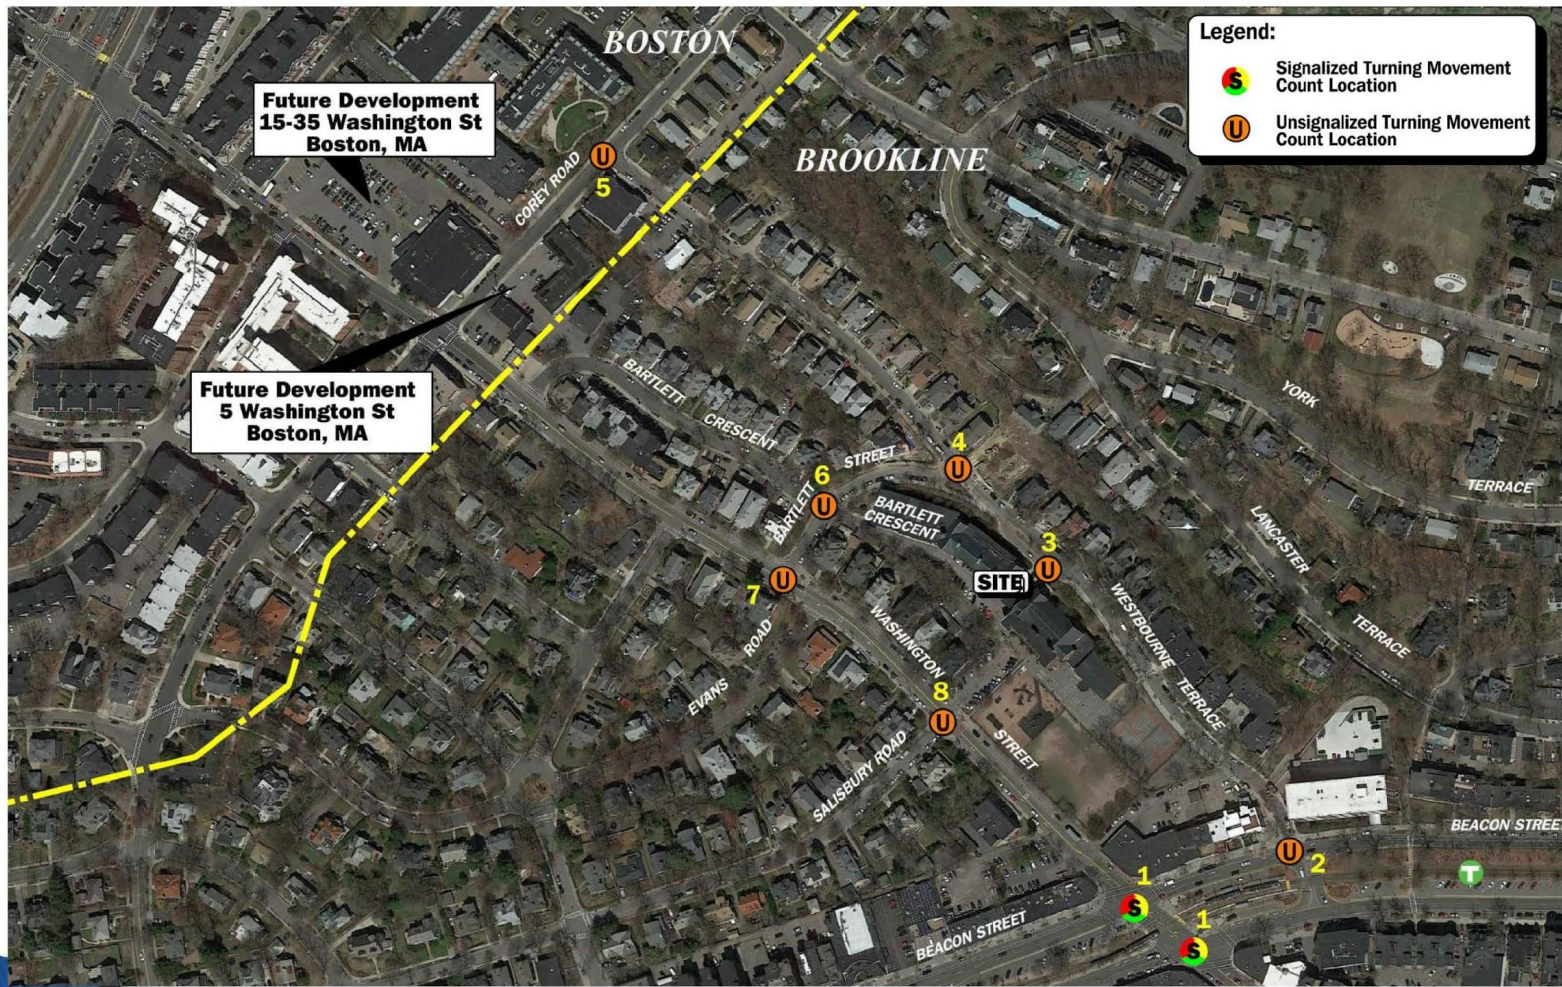 BOSTON
Legend:
S
Signalized Turning Movement
Count Location
U
Unsignalized Turning Movement
Count Location
Future Development
15-35 Washington St
Boston, MA
BROOKLINE
COREY ROAD
U
5
Future Development
5 Washington St
Boston, MA
BARTLETT
CRESCENT
YORK
TERRACE
4
U
BARTLETT
STREET
6
U
BARTLETT
CRESCENT
LANCASTER
TERRACE
3
U
SITE
7
U
WASHINGTON
STREET
WESTBOURNE
TERRACE
EVANS
ROAD
8
U
SALISBURY ROAD
BEACON STREET
U
2
T
1
S
1
S
BEACON STREET